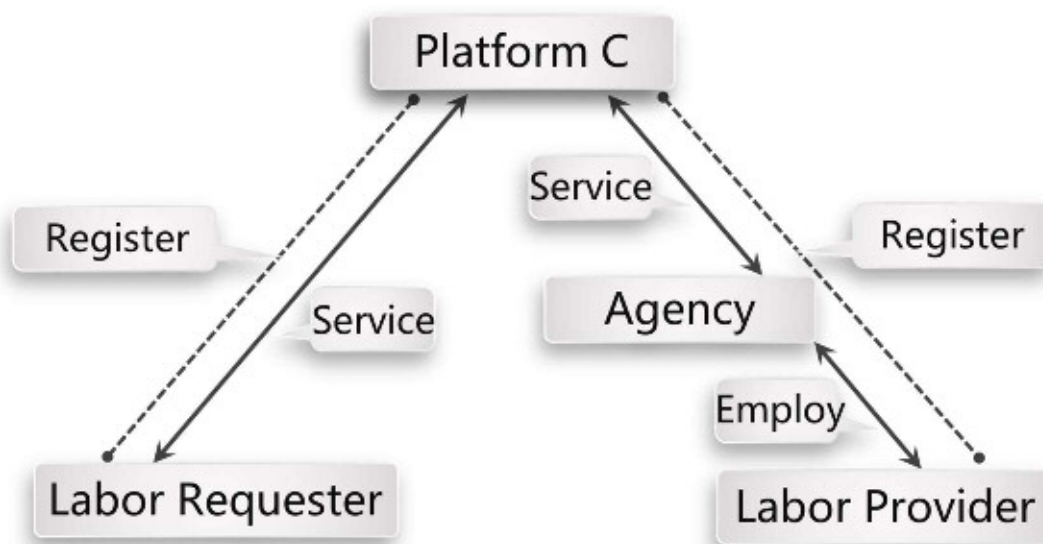 Platform C
Service
Register
Register
Service
Agency
Employ
Labor Requester
Labor Provider